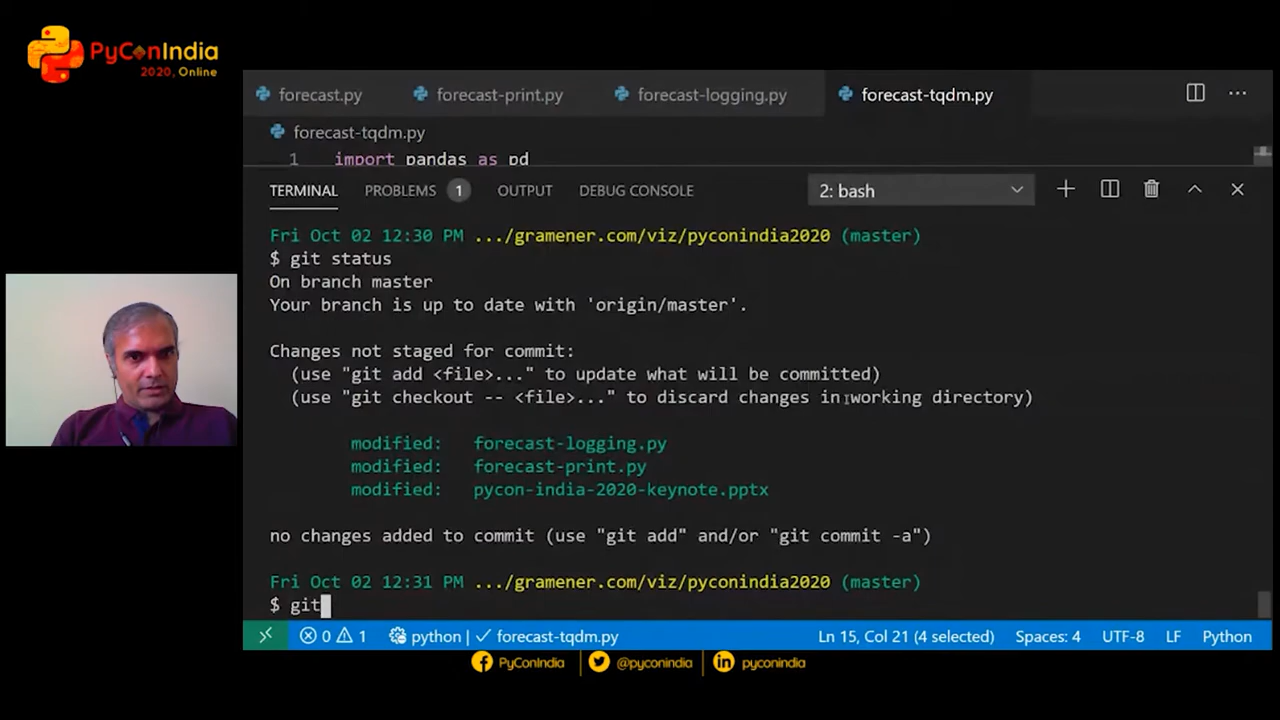 PyConIndia
2020, Online
forecast.py forecast-print.py forecast-logging.py forecast-tqdm.py
forecast-tqdm.py
1 import pandas as pd
TERMINAL PROBLEMS 1 OUTPUT DEBUG CONSOLE 2: bash
Fri Oct 02 12:30 PM .../gramener.com/viz/pyconindia2020 (master)
$ git status
On branch master
Your branch is up to date with 'origin/master'.
Changes not staged for commit:
(use "git add <file>..." to update what will be committed)
(use "git checkout -- <file>..." to discard changes in working directory)
modified: forecast-logging.py
modified: forecast-print.py
modified: pycon-india-2020-keynote.pptx
no changes added to commit (use "git add" and/or "git commit -a")
Fri Oct 02 12:31 PM .../gramener.com/viz/pyconindia2020 (master)
$ git
0 1 python | ✓ forecast-tqdm.py Ln 15, Col 21 (4 selected) Spaces: 4 UTF-8 LF Python
PyConIndia @pyconindia pyconindia